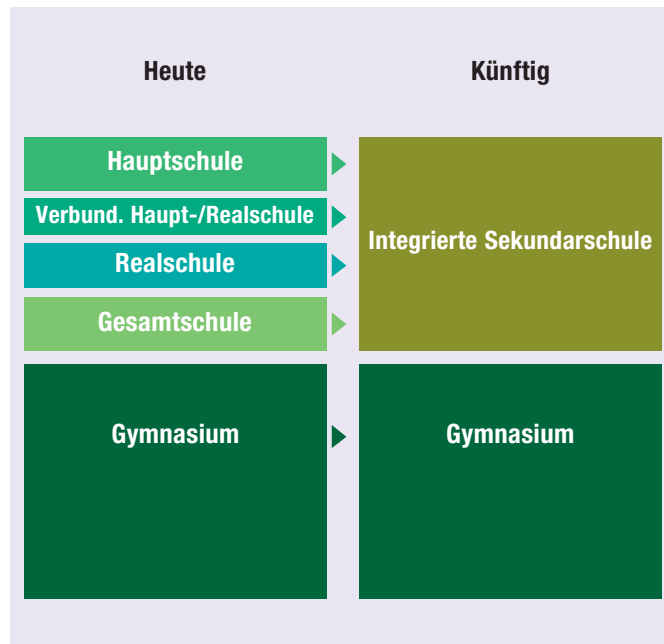 Heute
Künftig
Hauptschule
Verbund. Haupt-/Realschule
Realschule
Gesamtschule
Integrierte Sekundarschule
Gymnasium
Gymnasium